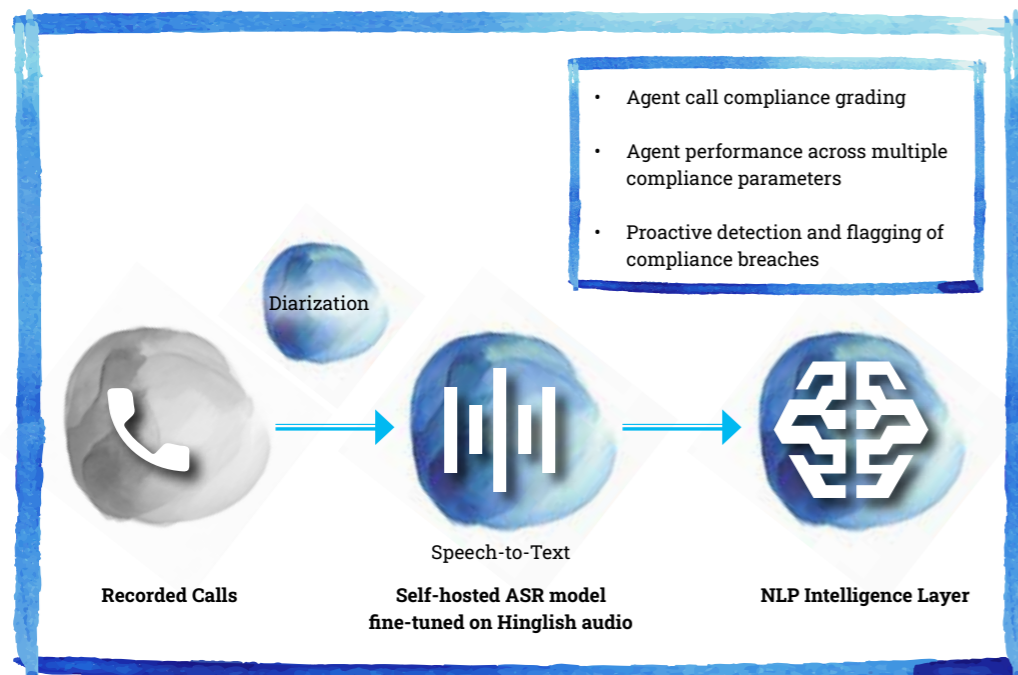 • Agent call compliance grading
• Agent performance across multiple
compliance parameters
• Proactive detection and flagging of
compliance breaches
Diarization
Speech-to-Text
Recorded Calls
Self-hosted ASR model
fine-tuned on Hinglish audio
NLP Intelligence Layer